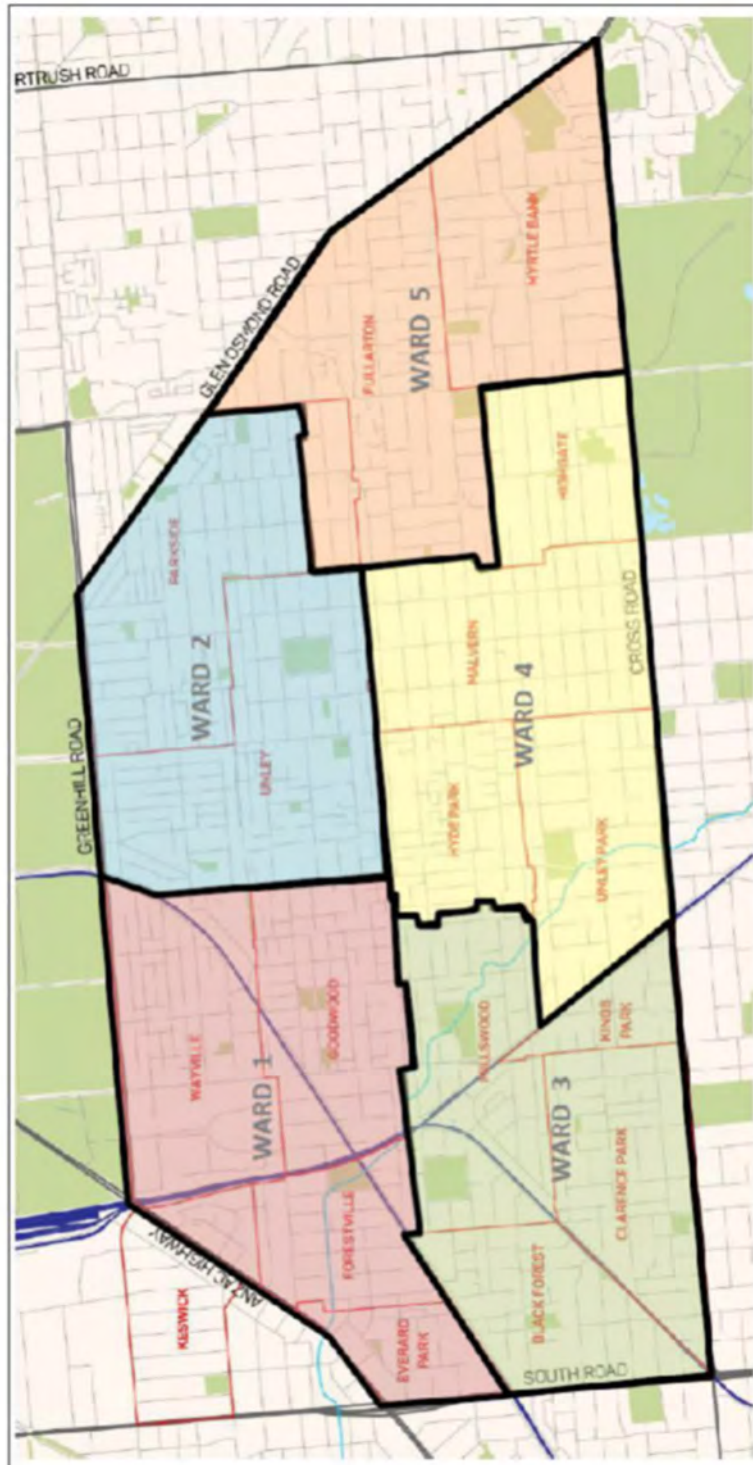 RTRUSH ROAD
GLEN OSMOND ROAD
MYRTLE BANK
WARD 5
FULLARTON
GREENHILL ROAD
PARKSIDE
WARD 2
UNLEY
HIGHGATE
CROSS ROAD
MALVERN
WARD 4
HYDE PARK
UNLEY PARK
WAYVILLE
GOODWOOD
WARD 1
FORESTVILLE
EVERARD
PARK
ANZAC HIGHWAY
KESWICK
MILLSWOOD
KINGS
PARK
WARD 3
CLARENCE PARK
BLACK FOREST
SOUTH ROAD